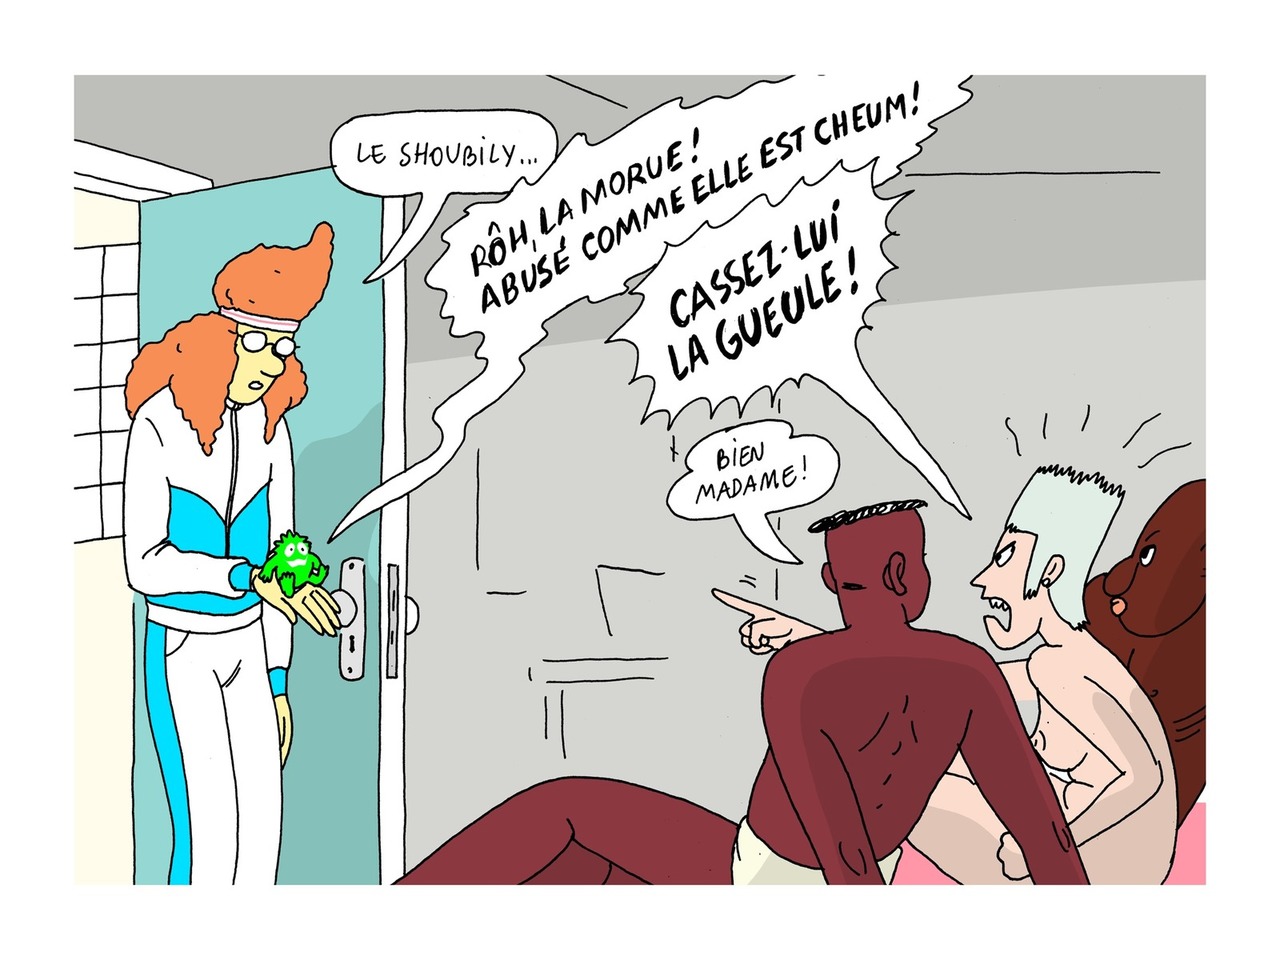 LE SHOUBILY...
RÔH, LA MORUE!
ABUSÉ COMME ELLE EST CHEUM!
CASSEZ-LUI
LA GUEULE!
BIEN
MADAME!